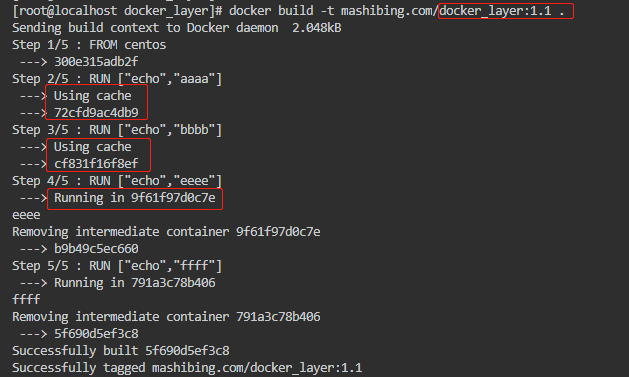 [root@localhost docker_layer]# docker build -t mashibing.com/docker_layer:1.1 .
Sending build context to Docker daemon  2.048kB
Step 1/5 : FROM centos
 ---> 300e315adb2f
Step 2/5 : RUN ["echo","aaaa"]
 ---> Using cache
 ---> 72cfd9ac4db9
Step 3/5 : RUN ["echo","bbbb"]
 ---> Using cache
 ---> cf831f16f8ef
Step 4/5 : RUN ["echo","eeee"]
 ---> Running in 9f61f97d0c7e
eeee
Removing intermediate container 9f61f97d0c7e
 ---> b9b49c5ec660
Step 5/5 : RUN ["echo","ffff"]
 ---> Running in 791a3c78b406
ffff
Removing intermediate container 791a3c78b406
 ---> 5f690d5ef3c8
Successfully built 5f690d5ef3c8
Successfully tagged mashibing.com/docker_layer:1.1